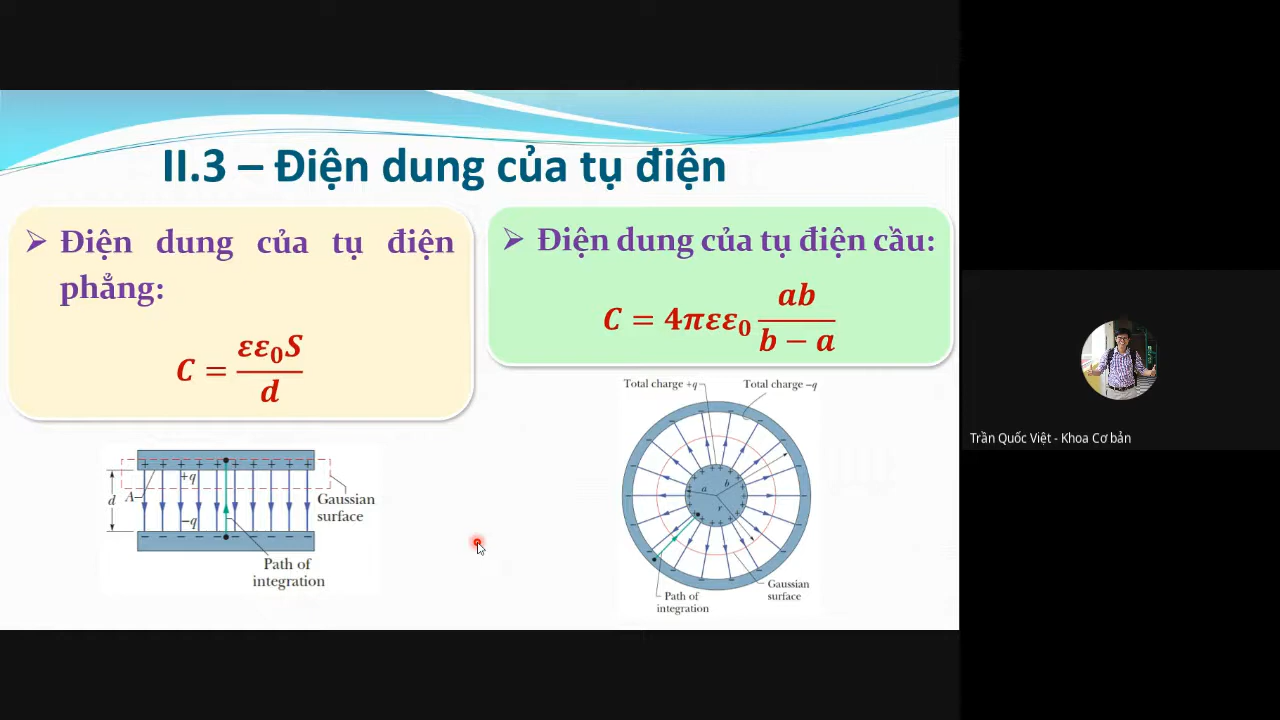 II.3 – Điện dung của tụ điện
➢ Điện dung của tụ điện
phẳng:
C = εε₀S / d
➢ Điện dung của tụ điện cầu:
C = 4πεε₀ ab / b − a
+q
d
A
−q
Gaussian
surface
Path of
integration
Total charge +q
Total charge −q
a
b
r
Path of
integration
Gaussian
surface
Trần Quốc Việt - Khoa Cơ bản